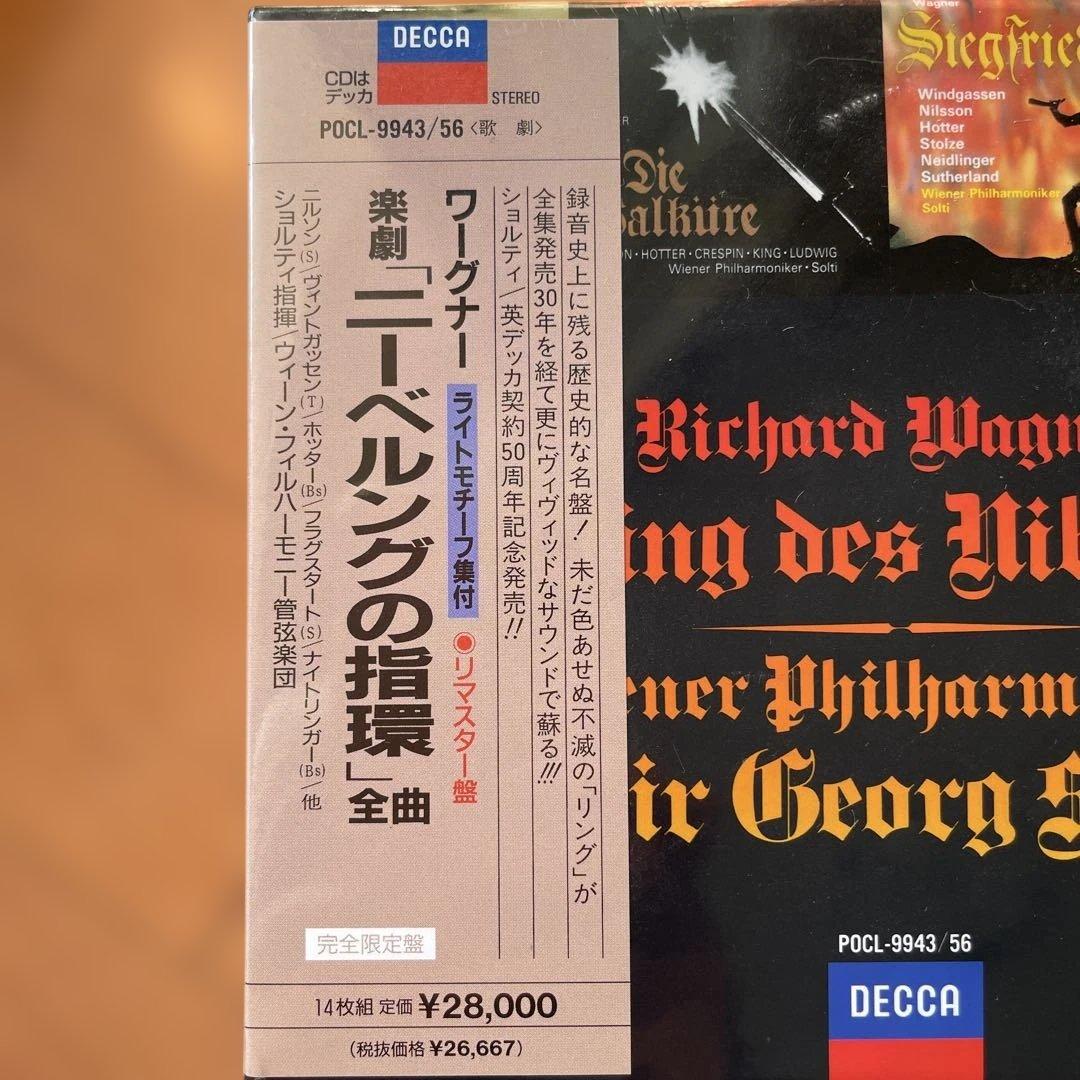 DECCA
CDは
デッカ
STEREO
POCL-9943/56〈歌 劇〉
録音史上に残る歴史的な名盤! 未だ色あせぬ不滅の「リング」が
全集発売30年を経て更にヴィヴィッドなサウンドで蘇る!!!
ショルティ/英デッカ契約50周年記念発売!!
ワーグナー ライトモチーフ集付 ●リマスター盤
楽劇「ニーベルングの指環」全曲
ニルソン(S)/ヴィントガッセン(T)/ホッター(Bs)/フラグスタート(S)/ナイトリンガー(Bs)/他
ショルティ指揮/ウィーン・フィルハーモニー管弦楽団
完全限定盤
14枚組 定価 ¥28,000
(税抜価格 ¥26,667)
Die
alküre
N・HOTTER・CRESPIN・KING・LUDWIG
Wiener Philharmoniker・Solti
Wagner
Siegfrie
Windgassen
Nilsson
Hotter
Stolze
Neidlinger
Sutherland
Wiener Philharmoniker
Solti
Richard Wagn
ing des Nib
ener Philharm
ir Georg S
POCL-9943/56
DECCA